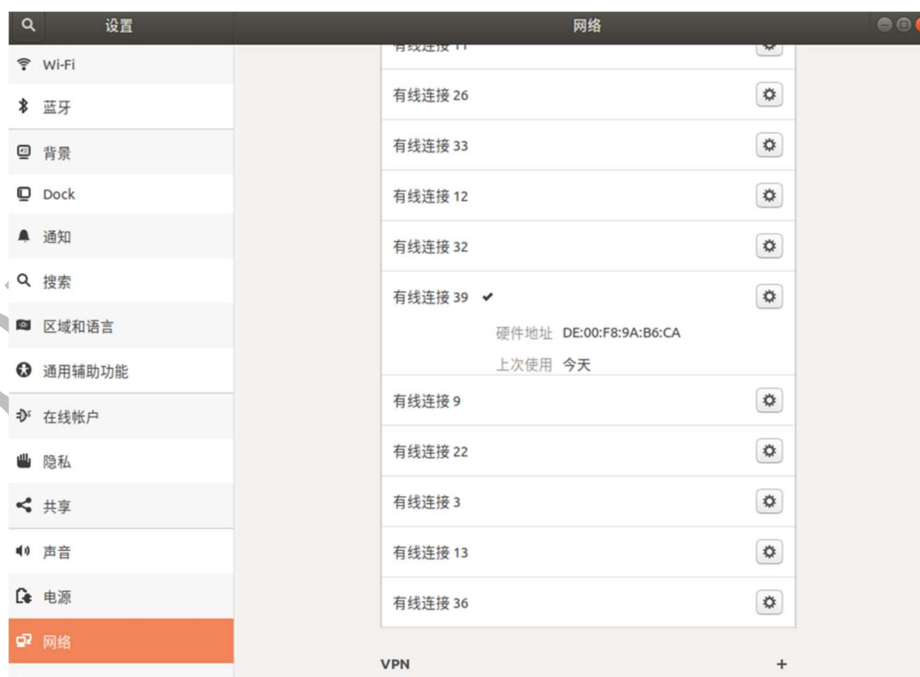 设置
网络
Wi-Fi
蓝牙
背景
Dock
通知
搜索
区域和语言
通用辅助功能
在线帐户
隐私
共享
声音
电源
网络
有线连接 11
有线连接 26
有线连接 33
有线连接 12
有线连接 32
有线连接 39 ✔
硬件地址 DE:00:F8:9A:B6:CA
上次使用 今天
有线连接 9
有线连接 22
有线连接 3
有线连接 13
有线连接 36
VPN +